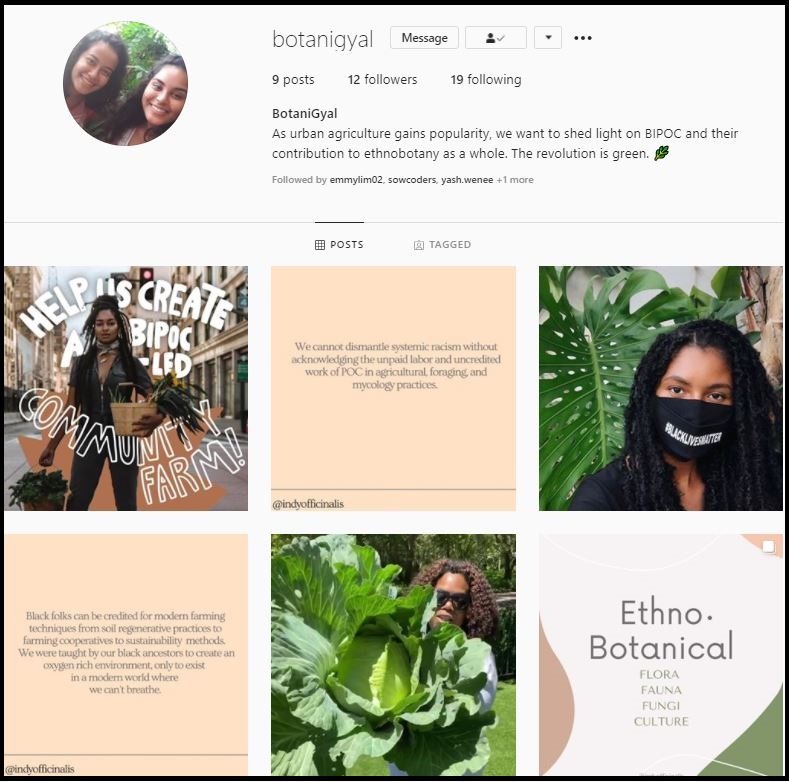 botanigyal Message
9 posts 12 followers 19 following
BotaniGyal
As urban agriculture gains popularity, we want to shed light on BIPOC and their
contribution to ethnobotany as a whole. The revolution is green.
Followed by emmylim02, sowcoders, yash.wenee +1 more
POSTS TAGGED
HELP US CREATE
A BIPOC
-LED
COMMUNITY
FARM!
We cannot dismantle systemic racism without
acknowledging the unpaid labor and uncredited
work of POC in agricultural, foraging, and
mycology practices.
@indyofficinalis
#BLACKLIVESMATTER
Black folks can be credited for modern farming
techniques from soil regenerative practices to
farming cooperatives to sustainability methods.
We were taught by our black ancestors to create an
oxygen rich environment, only to exist
in a modern world where
we can't breathe.
@indyofficinalis
Ethno·
Botanical
FLORA
FAUNA
FUNGI
CULTURE